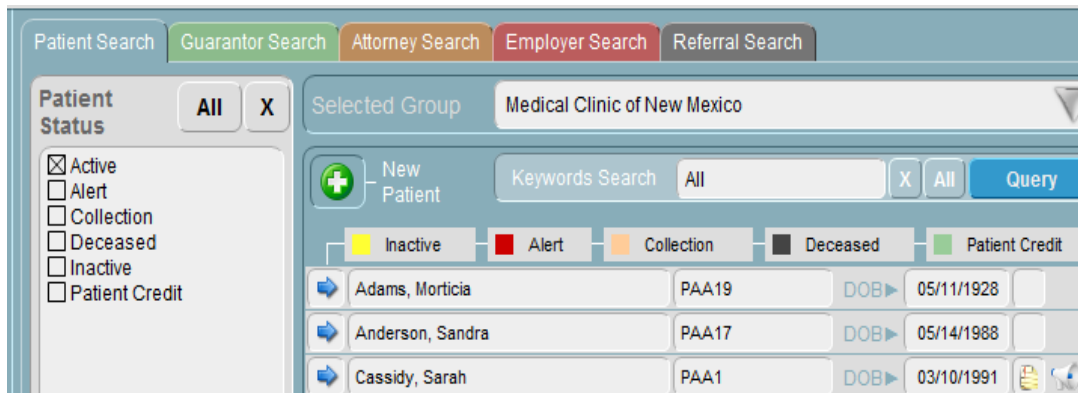 Patient Search Guarantor Search Attorney Search Employer Search Referral Search
Patient
Status
All X
Active
Alert
Collection
Deceased
Inactive
Patient Credit
Selected Group Medical Clinic of New Mexico
New
Patient
Keywords Search All X All Query
Inactive Alert Collection Deceased Patient Credit
Adams, Morticia PAA19 DOB 05/11/1928
Anderson, Sandra PAA17 DOB 05/14/1988
Cassidy, Sarah PAA1 DOB 03/10/1991